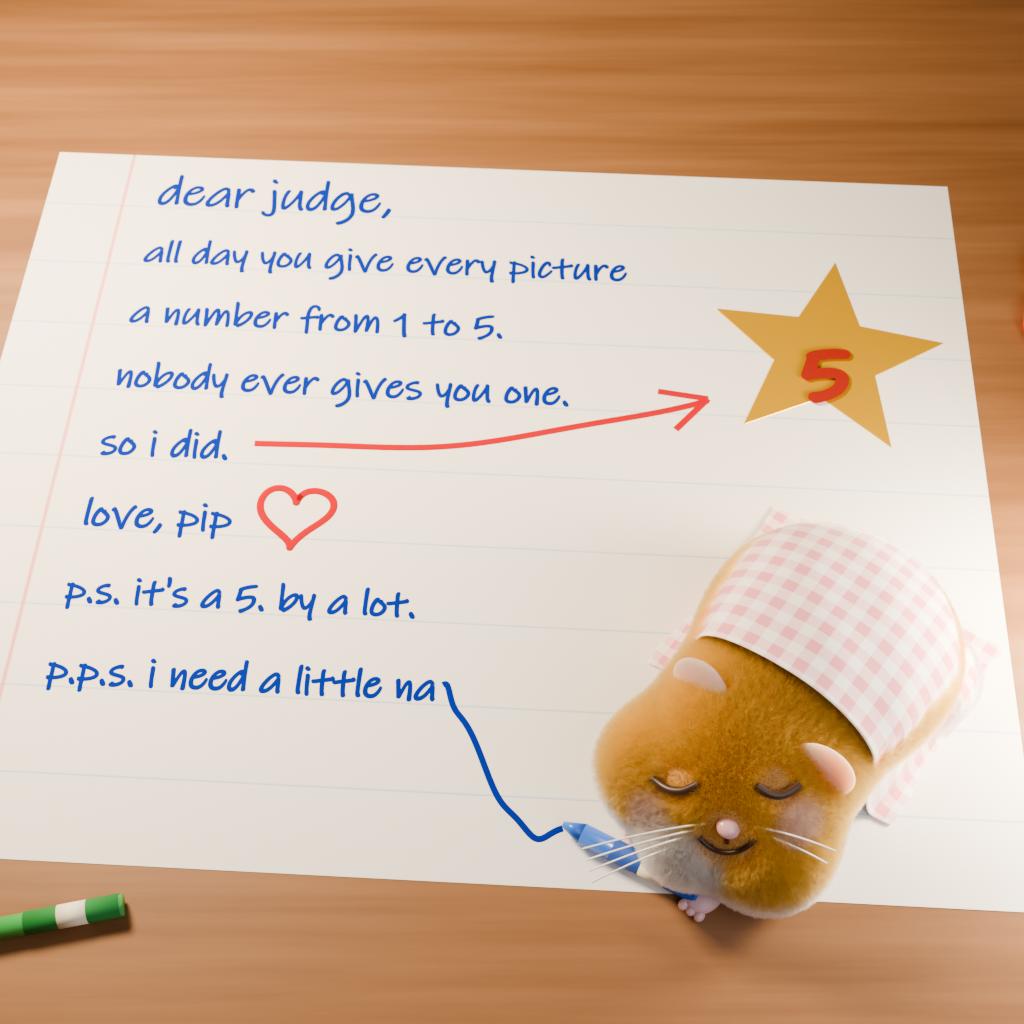 dear judge,
all day you give every picture
a number from 1 to 5.
nobody ever gives you one.
so i did.
5
love, pip
p.s. it's a 5. by a lot.
p.p.s. i need a little na